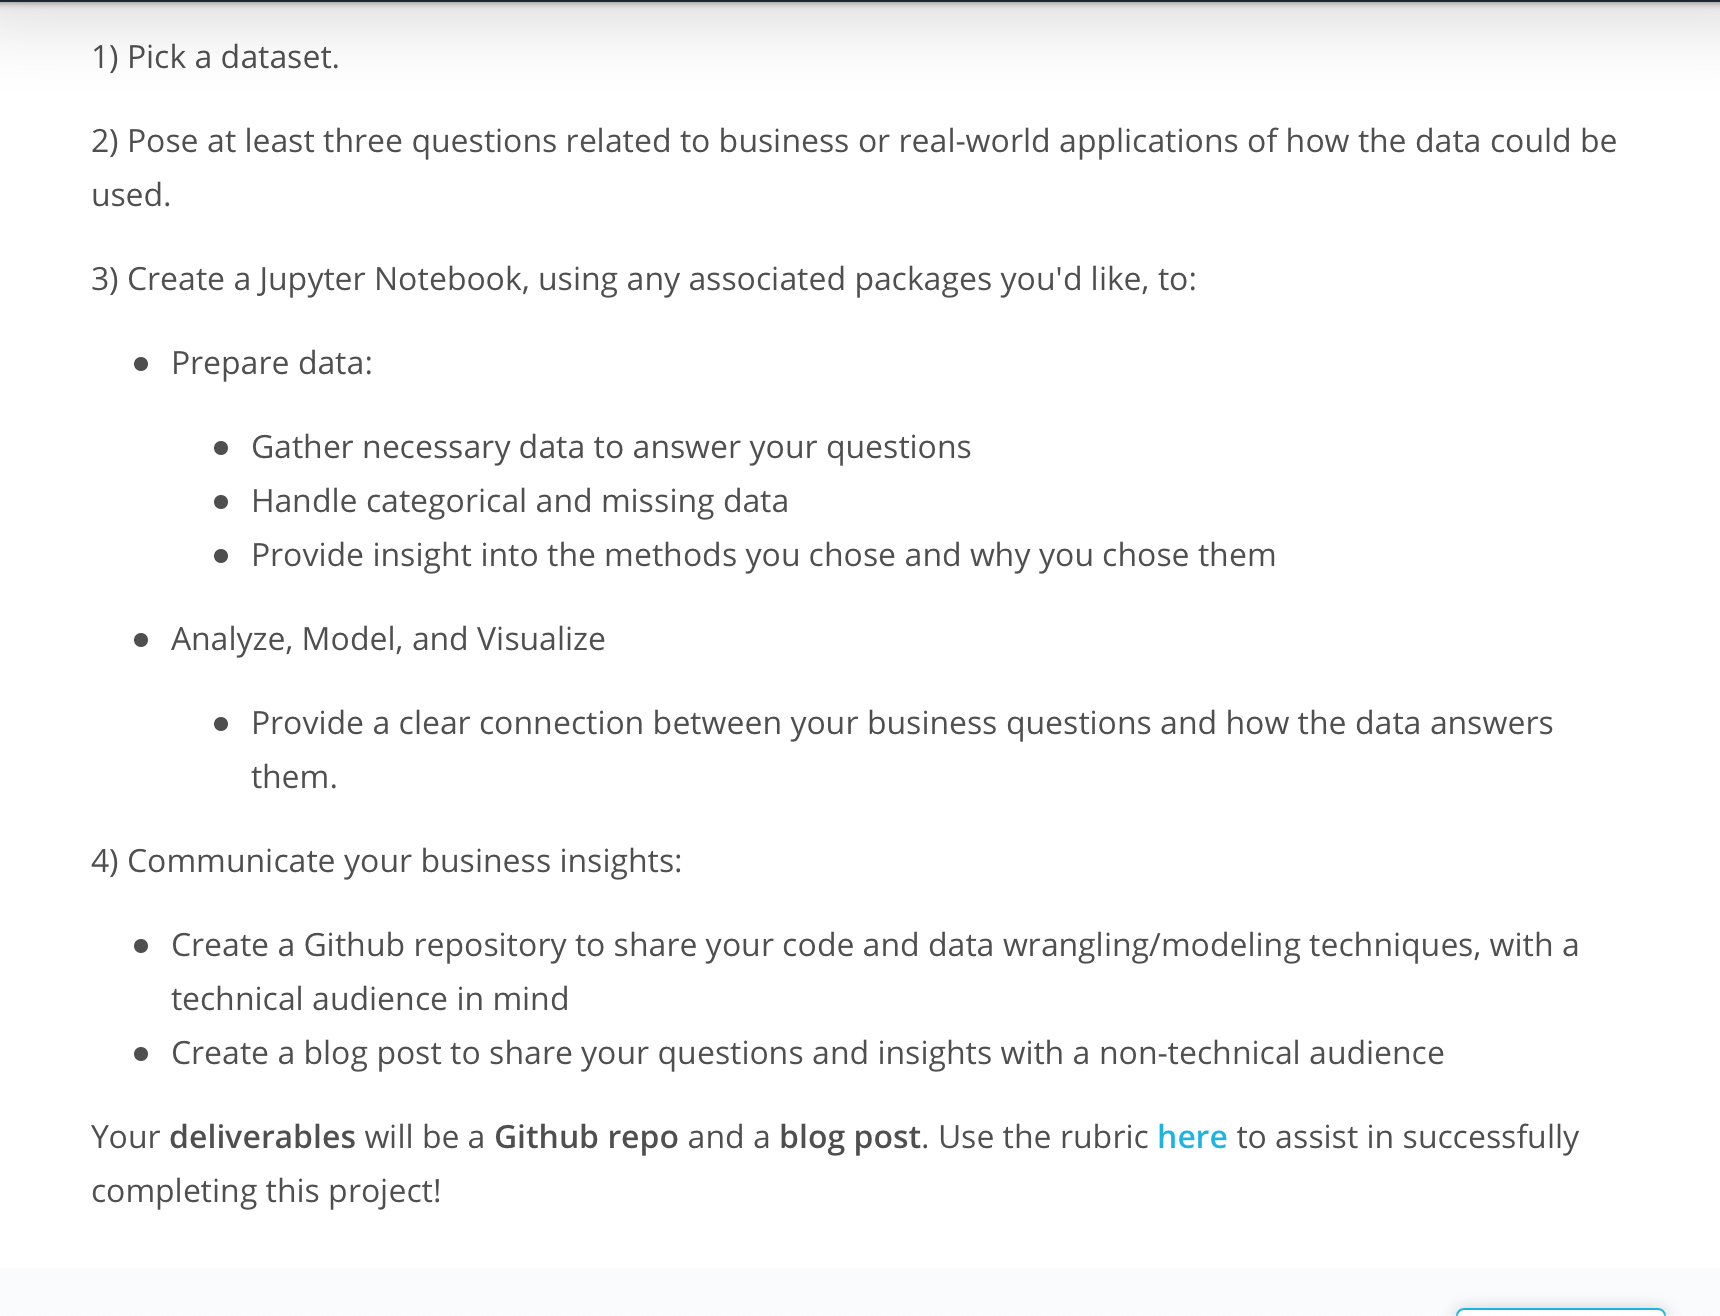 1) Pick a dataset.
2) Pose at least three questions related to business or real-world applications of how the data could be
used.
3) Create a Jupyter Notebook, using any associated packages you'd like, to:
● Prepare data:
● Gather necessary data to answer your questions
● Handle categorical and missing data
● Provide insight into the methods you chose and why you chose them
● Analyze, Model, and Visualize
● Provide a clear connection between your business questions and how the data answers
them.
4) Communicate your business insights:
● Create a Github repository to share your code and data wrangling/modeling techniques, with a
technical audience in mind
● Create a blog post to share your questions and insights with a non-technical audience
Your deliverables will be a Github repo and a blog post. Use the rubric here to assist in successfully
completing this project!